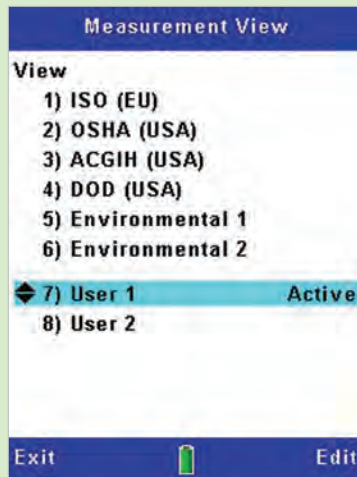 Measurement View
View
1) ISO (EU)
2) OSHA (USA)
3) ACGIH (USA)
4) DOD (USA)
5) Environmental 1
6) Environmental 2
7) User 1 Active
8) User 2
Exit Edit